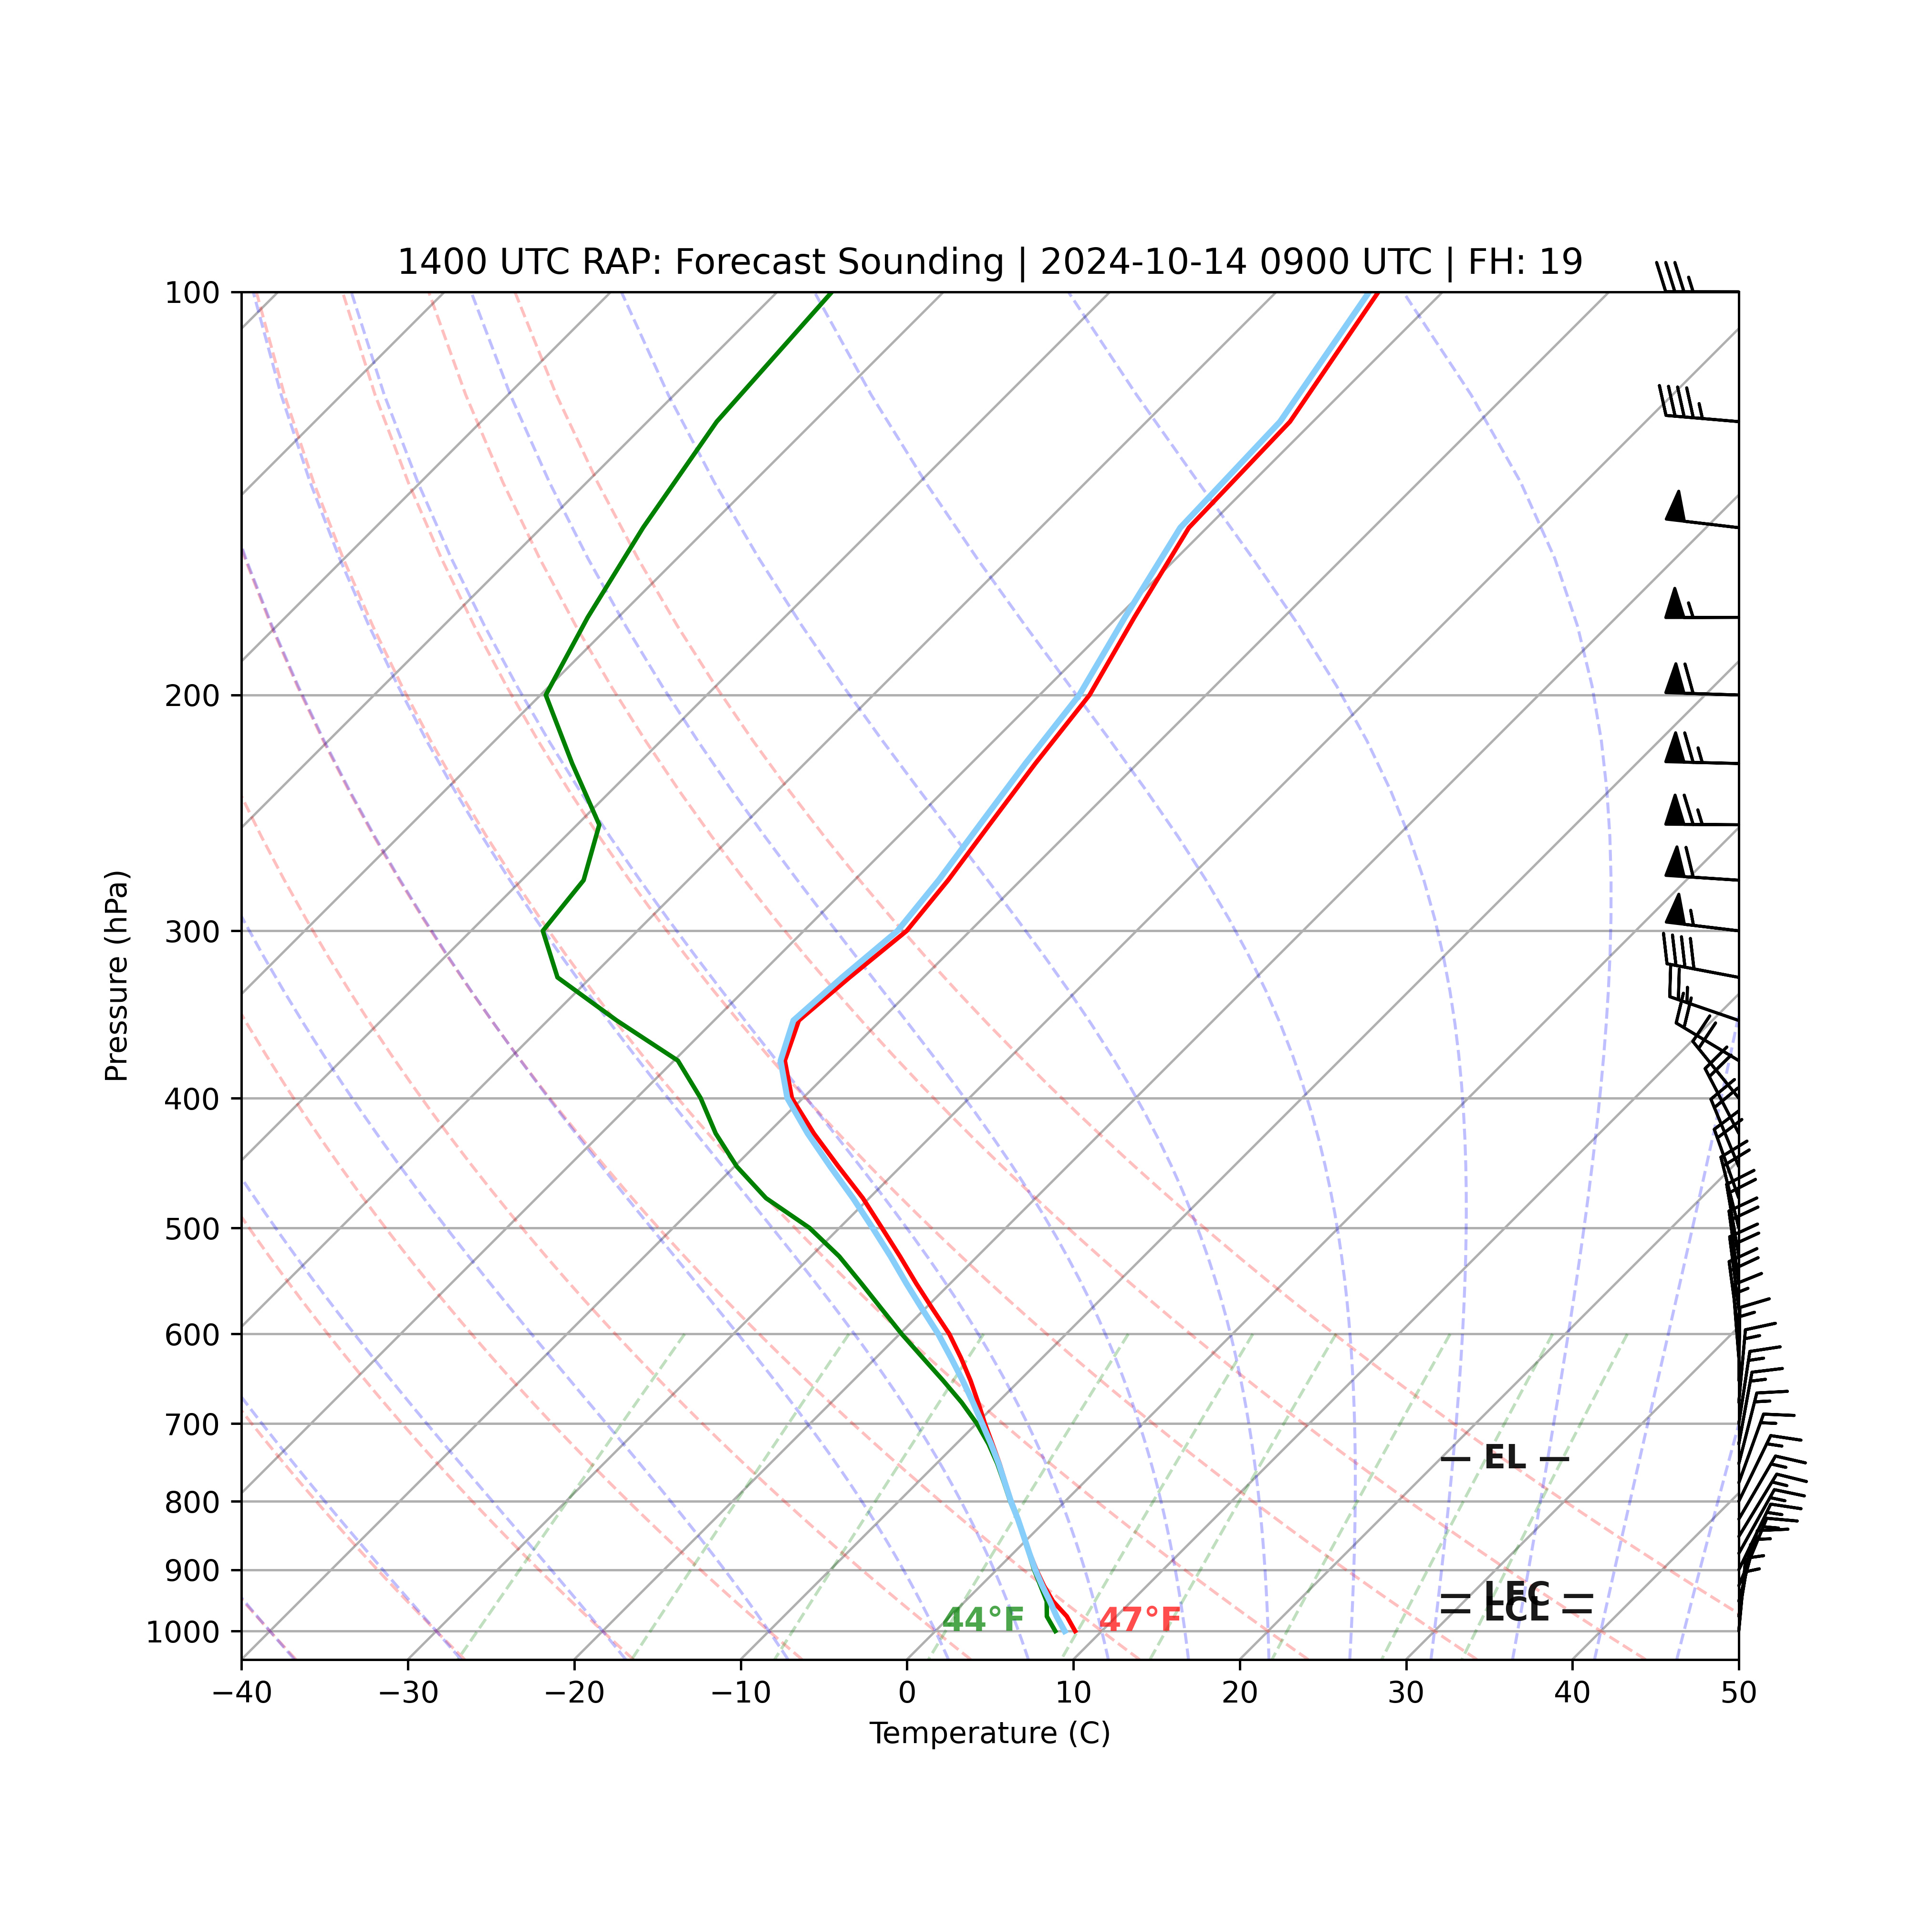 1400 UTC RAP: Forecast Sounding | 2024-10-14 0900 UTC | FH: 19
100
200
300
400
500
600
700
800
900
1000
Pressure (hPa)
— EL —
— LFC —
— LCL —
44°F
47°F
−40 −30 −20 −10 0 10 20 30 40 50
Temperature (C)